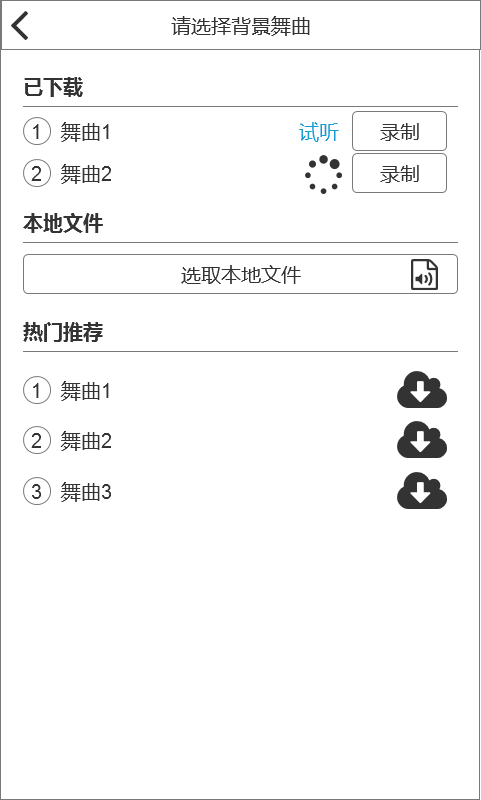 请选择背景舞曲
已下载
1 舞曲1 试听 录制
2 舞曲2 录制
本地文件
选取本地文件
热门推荐
1 舞曲1
2 舞曲2
3 舞曲3